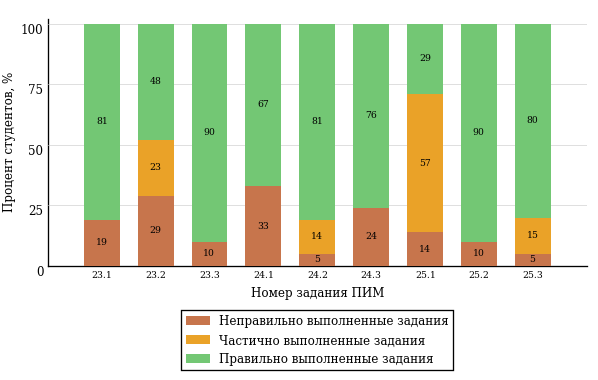 Процент студентов, %
100
75
50
25
0
81 48 90 67 81 76 29 90 80
23 14 57 15
19 29 10 33 5 24 14 10 5
23.1 23.2 23.3 24.1 24.2 24.3 25.1 25.2 25.3
Номер задания ПИМ
Неправильно выполненные задания
Частично выполненные задания
Правильно выполненные задания